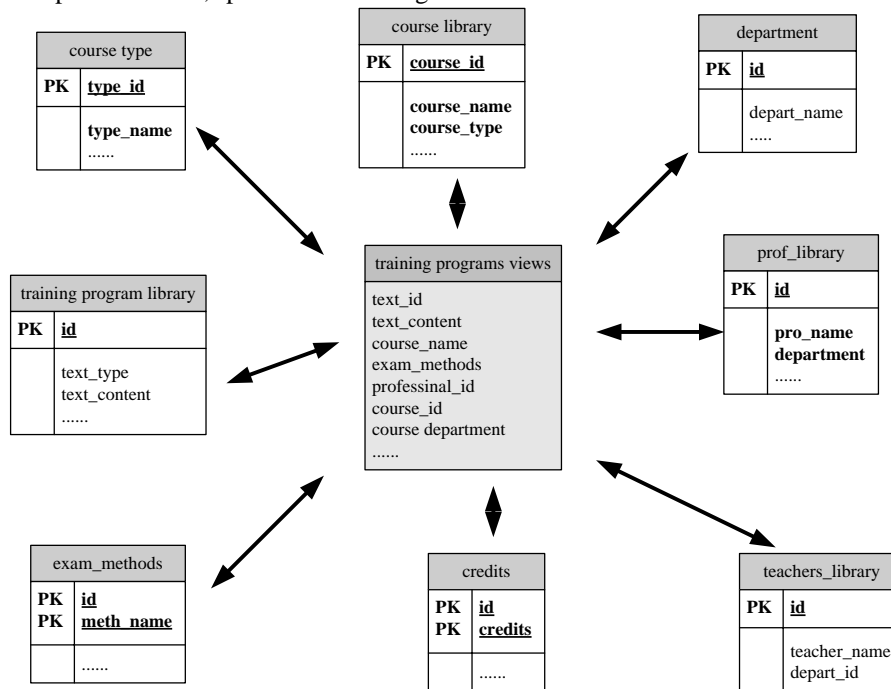 course type
PK type_id
type_name
......
course library
PK course_id
course_name
course_type
......
department
PK id
depart_name
.....
training program library
PK id
text_type
text_content
......
training programs views
text_id
text_content
course_name
exam_methods
professinal_id
course_id
course department
......
prof_library
PK id
pro_name
department
......
exam_methods
PK id
PK meth_name
......
credits
PK id
PK credits
......
teachers_library
PK id
teacher_name
depart_id